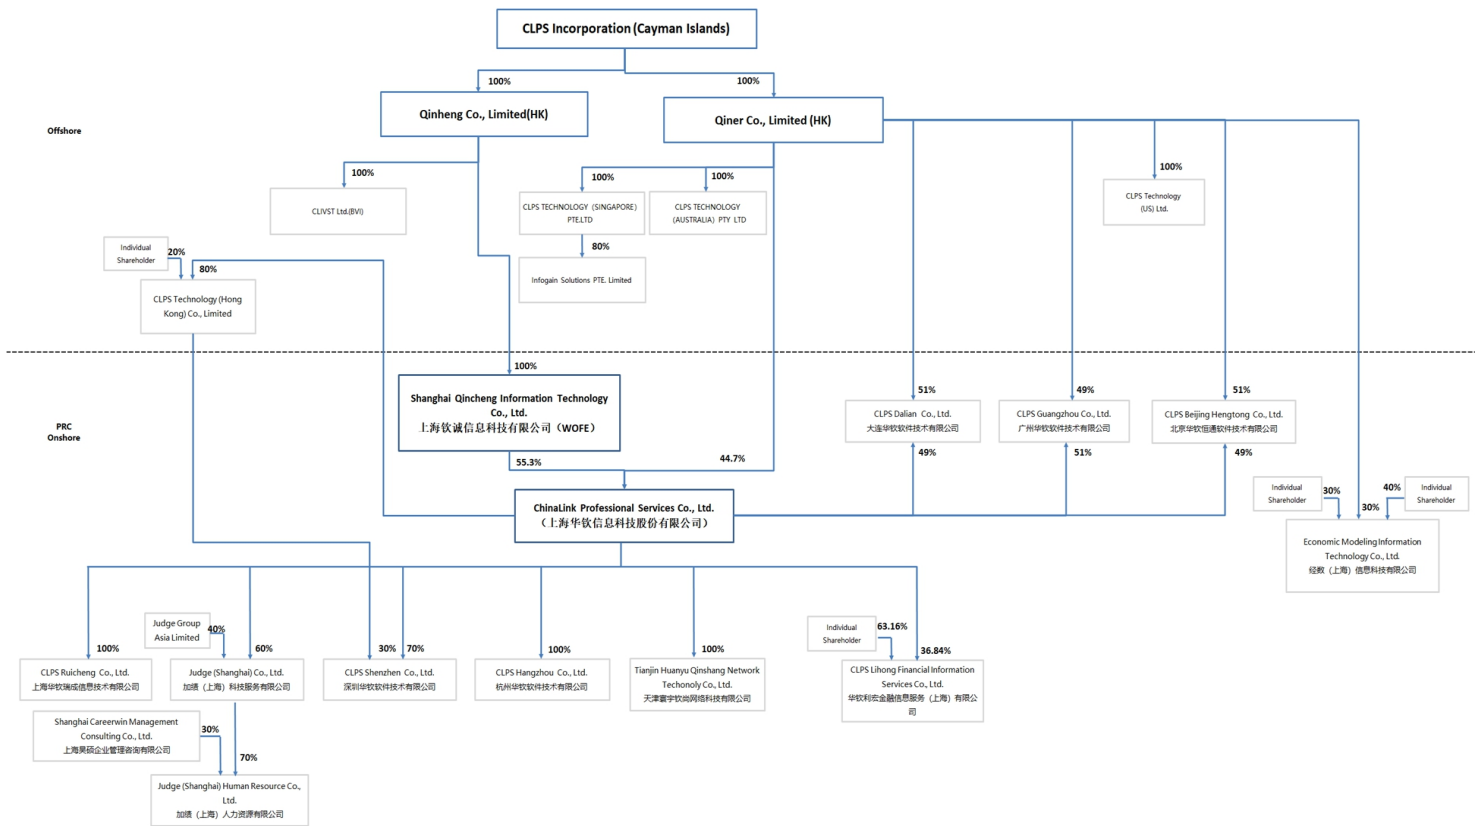 CLPS Incorporation (Cayman Islands)
100%
100%
Qinheng Co., Limited(HK)
Qiner Co., Limited (HK)
Offshore
100%
100%
100%
100%
CLIVST Ltd.(BVI)
CLPS TECHNOLOGY（SINGAPORE）
PTE.LTD
CLPS TECHNOLOGY
(AUSTRALIA）PTY LTD
CLPS Technology
(US) Ltd.
Individual
Shareholder
20%
80%
80%
Infogain Solutions PTE. Limited
CLPS Technology (Hong
Kong) Co., Limited
100%
Shanghai Qincheng Information Technology
Co., Ltd.
上海钦诚信息科技有限公司（WOFE）
PRC
Onshore
51%
49%
51%
CLPS Dalian Co., Ltd.
大连华钦软件技术有限公司
CLPS Guangzhou Co., Ltd.
广州华钦软件技术有限公司
CLPS Beijing Hengtong Co., Ltd.
北京华钦恒通软件技术有限公司
55.3%
44.7%
49%
51%
49%
ChinaLink Professional Services Co., Ltd.
（上海华钦信息科技股份有限公司）
Individual
Shareholder
30%
40%
Individual
Shareholder
30%
Economic Modeling Information
Technology Co., Ltd.
经数（上海）信息科技有限公司
Judge Group
Asia Limited
40%
Individual
Shareholder
63.16%
100%
60%
30%
70%
100%
100%
36.84%
CLPS Ruicheng Co., Ltd.
上海华钦瑞成信息技术有限公司
Judge (Shanghai) Co., Ltd.
加绩（上海）科技服务有限公司
CLPS Shenzhen Co., Ltd.
深圳华钦软件技术有限公司
CLPS Hangzhou Co., Ltd.
杭州华钦软件技术有限公司
Tianjin Huanyu Qinshang Network
Techonoly Co., Ltd.
天津寰宇钦尚网络科技有限公司
CLPS Lihong Financial Information
Services Co., Ltd.
华钦利宏金融信息服务（上海）有限公
司
Shanghai Careerwin Management
Consulting Co., Ltd.
上海昊硕企业管理咨询有限公司
30%
70%
Judge (Shanghai) Human Resource Co.,
Ltd.
加绩（上海）人力资源有限公司